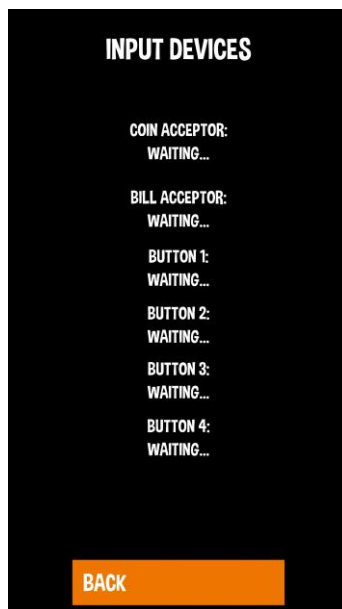 INPUT DEVICES
COIN ACCEPTOR:
WAITING...
BILL ACCEPTOR:
WAITING...
BUTTON 1:
WAITING...
BUTTON 2:
WAITING...
BUTTON 3:
WAITING...
BUTTON 4:
WAITING...
BACK